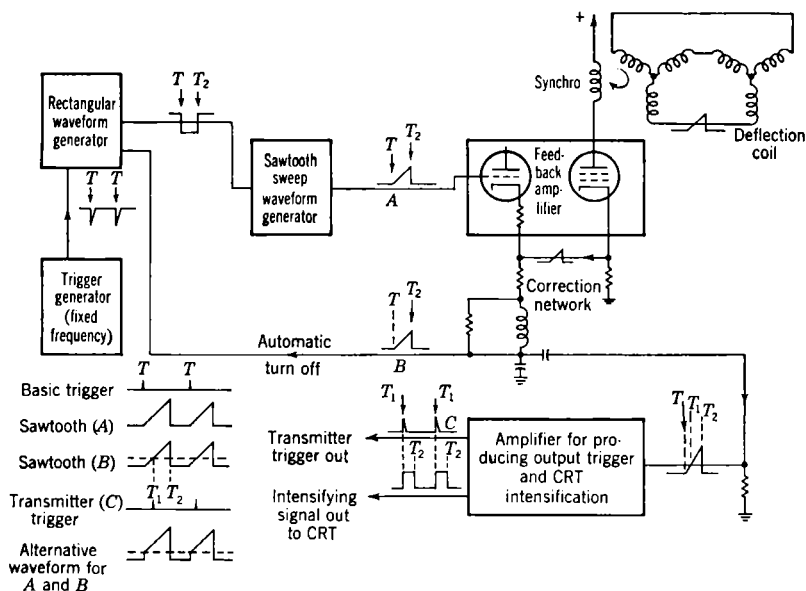 +
Synchro
Deflection
coil
Rectangular
waveform
generator
T T2
Sawtooth
sweep
waveform
generator
T T2
A
Feed-
back
amp-
lifier
T T
Trigger
generator
(fixed
frequency)
Correction
network
T T2
B
Automatic
turn off
Basic trigger
T T
Sawtooth (A)
Sawtooth (B)
T1 T2
Transmitter (C)
trigger
Alternative
waveform for
A and B
T1 T1
C
Transmitter
trigger out
T2 T2
Intensifying
signal out
to CRT
Amplifier for pro-
ducing output trigger
and CRT
intensification
T T1 T2